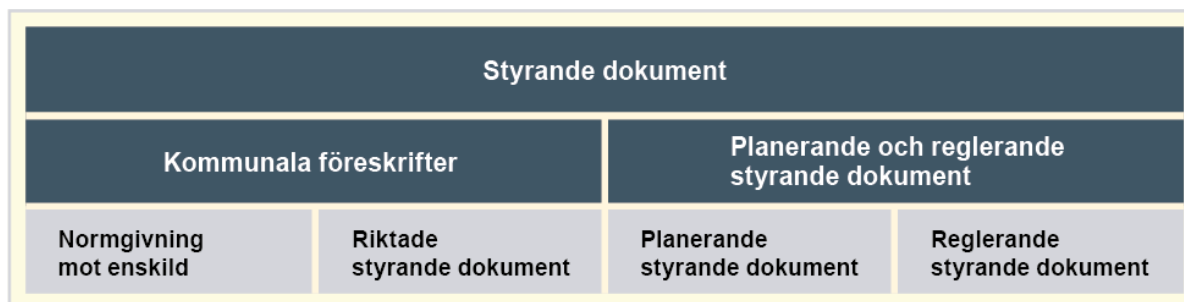 Styrande dokument
Kommunala föreskrifter
Planerande och reglerande
styrande dokument
Normgivning
mot enskild
Riktade
styrande dokument
Planerande
styrande dokument
Reglerande
styrande dokument